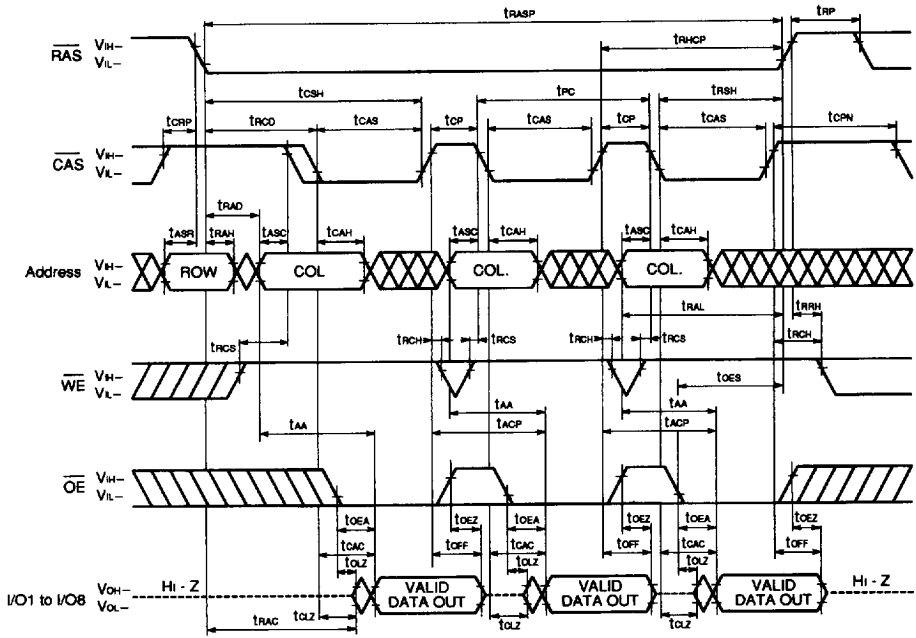 tRASP tRP
tRHCP
RAS VIH–
VIL–
tCSH tPC tRSH
tCRP tRCD tCAS tCP tCAS tCP tCAS tCPN
CAS VIH–
VIL–
tRAD
tASR tRAH tASC tCAH tASC tCAH tASC tCAH
Address VIH–
VIL–
ROW COL COL. COL.
tRAL tRRH
tRCS tRCH tRCS tRCH tRCS tRCH
WE VIH–
VIL–
tOES
tAA tAA tAA
tACP tACP
OE VIH–
VIL–
tOEA tOEZ tOEA tOEZ tOEA tOEZ
tCAC tOFF tCAC tOFF tCAC tOFF
tOLZ tOLZ tOLZ
I/O1 to I/O8 VOH–
VOL–
HI - Z VALID DATA OUT VALID DATA OUT VALID DATA OUT HI - Z
tRAC tCLZ tCLZ tCLZ